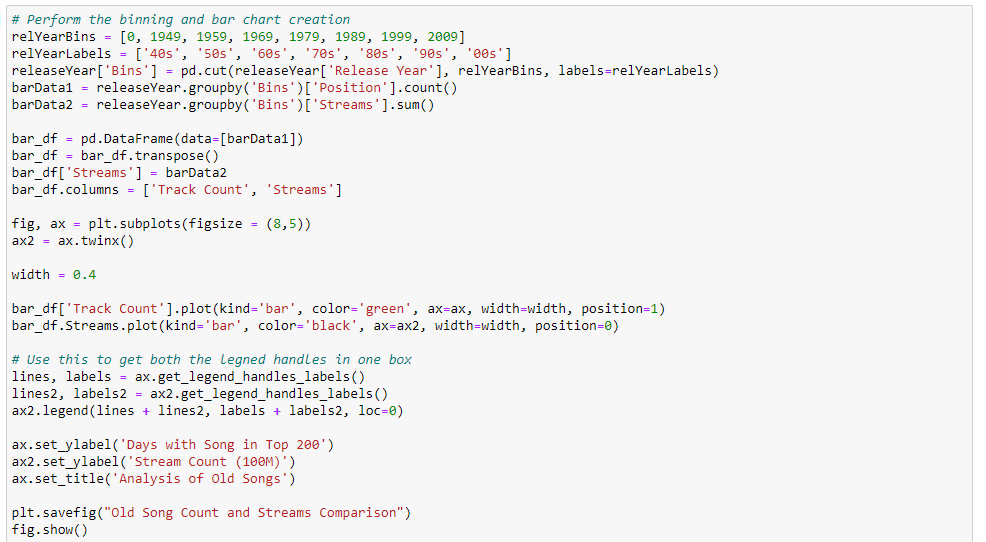 # Perform the binning and bar chart creation
relYearBins = [0, 1949, 1959, 1969, 1979, 1989, 1999, 2009]
relYearLabels = ['40s', '50s', '60s', '70s', '80s', '90s', '00s']
releaseYear['Bins'] = pd.cut(releaseYear['Release Year'], relYearBins, labels=relYearLabels)
barData1 = releaseYear.groupby('Bins')['Position'].count()
barData2 = releaseYear.groupby('Bins')['Streams'].sum()
bar_df = pd.DataFrame(data=[barData1])
bar_df = bar_df.transpose()
bar_df['Streams'] = barData2
bar_df.columns = ['Track Count', 'Streams']
fig, ax = plt.subplots(figsize = (8,5))
ax2 = ax.twinx()
width = 0.4
bar_df['Track Count'].plot(kind='bar', color='green', ax=ax, width=width, position=1)
bar_df.Streams.plot(kind='bar', color='black', ax=ax2, width=width, position=0)
# Use this to get both the Legned handles in one box
lines, labels = ax.get_legend_handles_labels()
lines2, labels2 = ax2.get_legend_handles_labels()
ax2.legend(lines + lines2, labels + labels2, loc=0)
ax.set_ylabel('Days with Song in Top 200')
ax2.set_ylabel('Stream Count (100M)')
ax.set_title('Analysis of Old Songs')
plt.savefig("Old Song Count and Streams Comparison")
fig.show()